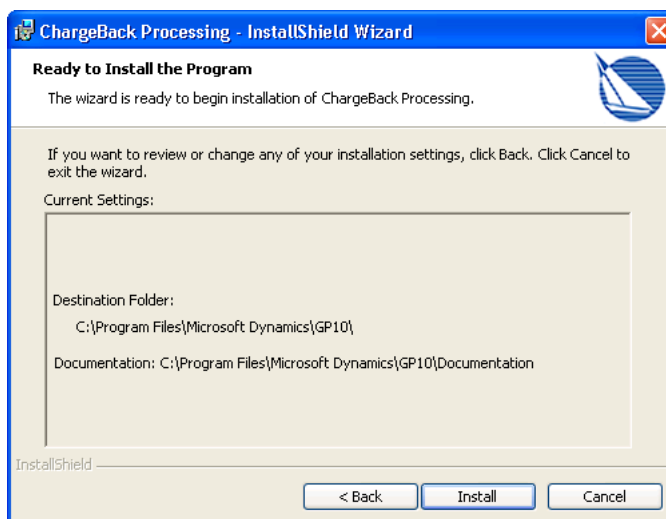 ChargeBack Processing - InstallShield Wizard
Ready to Install the Program
The wizard is ready to begin installation of ChargeBack Processing.
If you want to review or change any of your installation settings, click Back. Click Cancel to
exit the wizard.
Current Settings:
Destination Folder:
C:\Program Files\Microsoft Dynamics\GP10\
Documentation: C:\Program Files\Microsoft Dynamics\GP10\Documentation
InstallShield
< Back
Install
Cancel